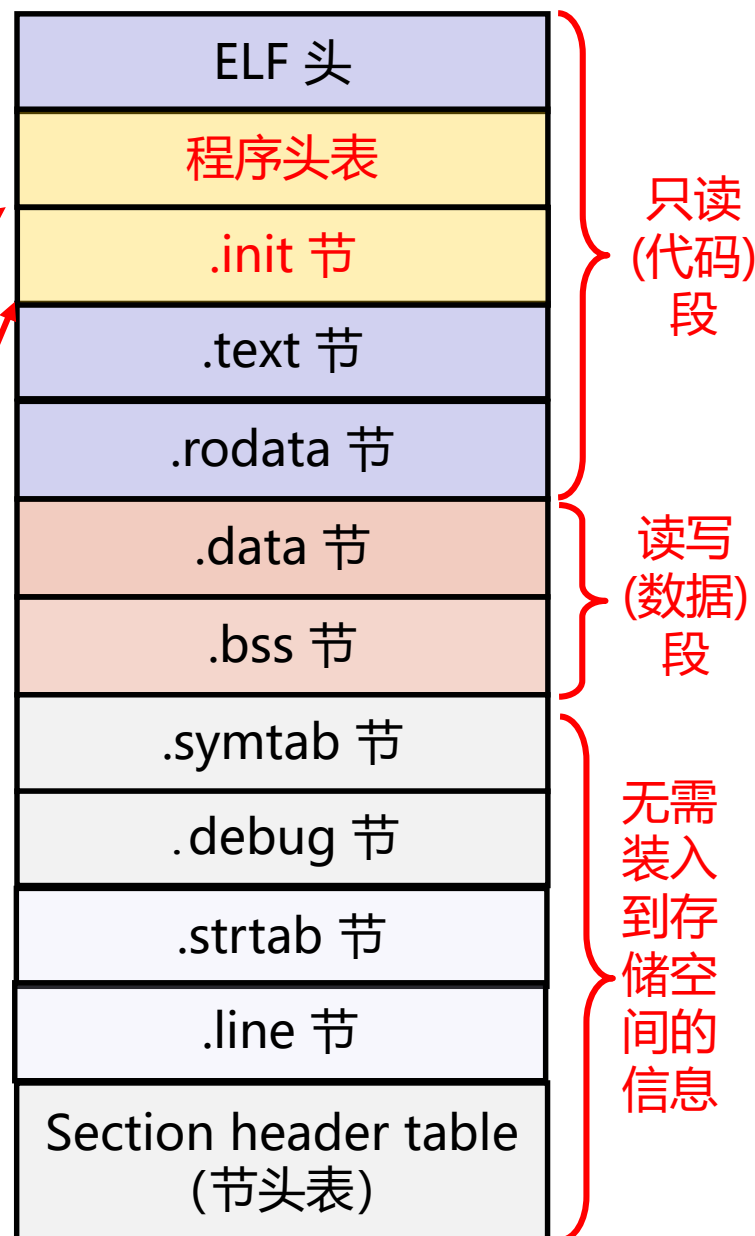 ELF 头
程序头表
.init 节
.text 节
.rodata 节
只读
(代码)
段
.data 节
.bss 节
读写
(数据)
段
.symtab 节
.debug 节
.strtab 节
.line 节
Section header table
(节头表)
无需
装入
到存
储空
间的
信息